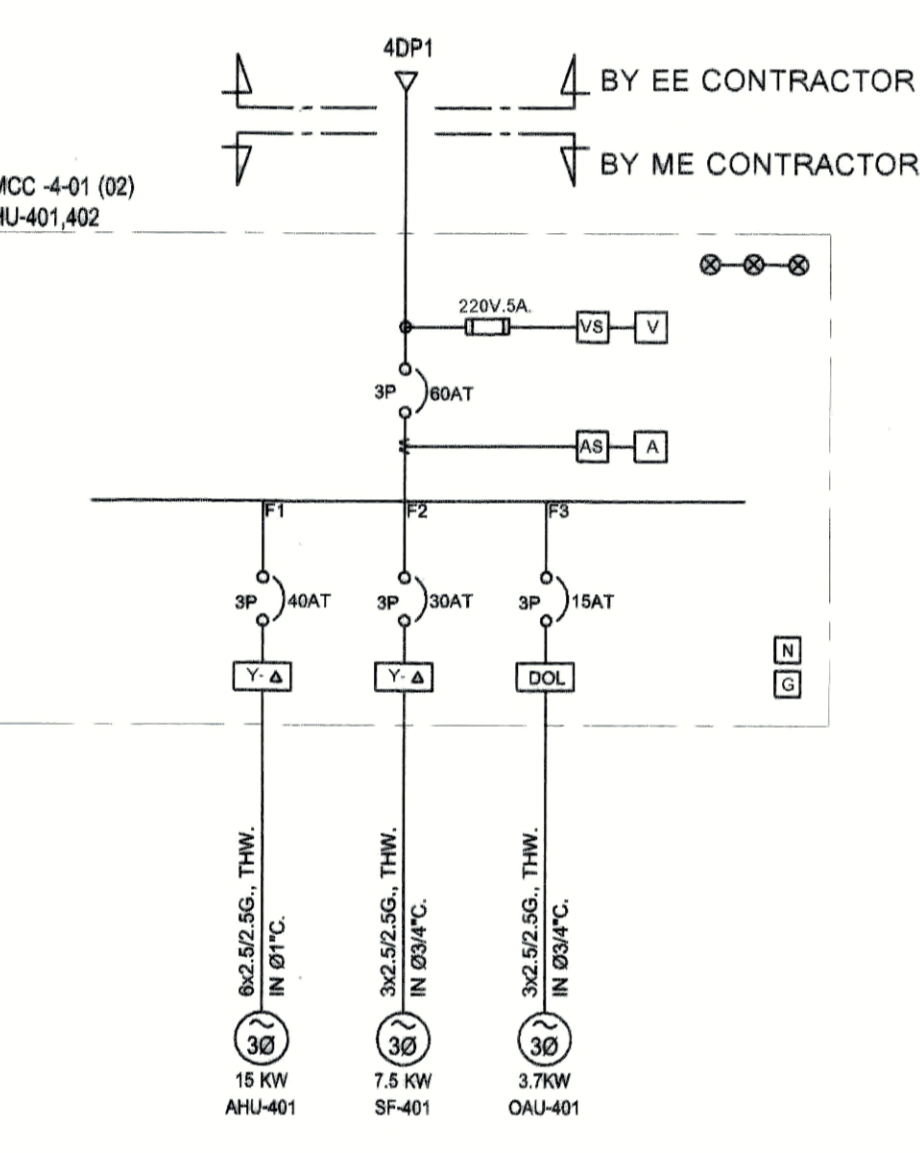 4DP1
BY EE CONTRACTOR
BY ME CONTRACTOR
MCC -4-01 (02)
HU-401,402
220V.5A.
VS
V
3P
60AT
AS
A
F1
F2
F3
3P
40AT
3P
30AT
3P
15AT
Y- Δ
Y- Δ
DOL
N
G
6x2.5/2.5G., THW.
IN Ø1"C.
3x2.5/2.5G., THW.
IN Ø3/4"C.
3x2.5/2.5G., THW.
IN Ø3/4"C.
~
3Ø
~
3Ø
~
3Ø
15 KW
7.5 KW
3.7KW
AHU-401
SF-401
OAU-401